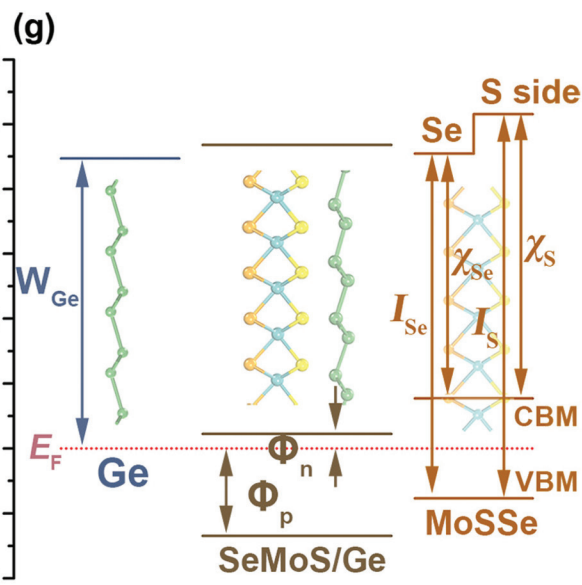 (g)
S side
Se
W_Ge
I_Se
χ_Se
I_S
χ_S
CBM
E_F
Ge
Φ_n
Φ_p
VBM
MoSSe
SeMoS/Ge